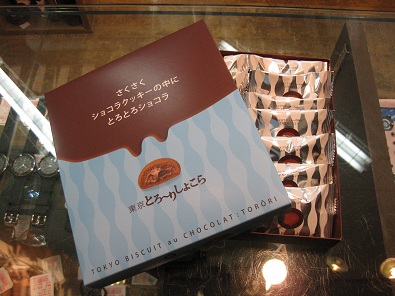 さくさく
ショコラクッキーの中に
とろとろショコラ
東京とろ〜りしょこら
TOKYO BISCUIT au CHOCOLAT : TORÓRI